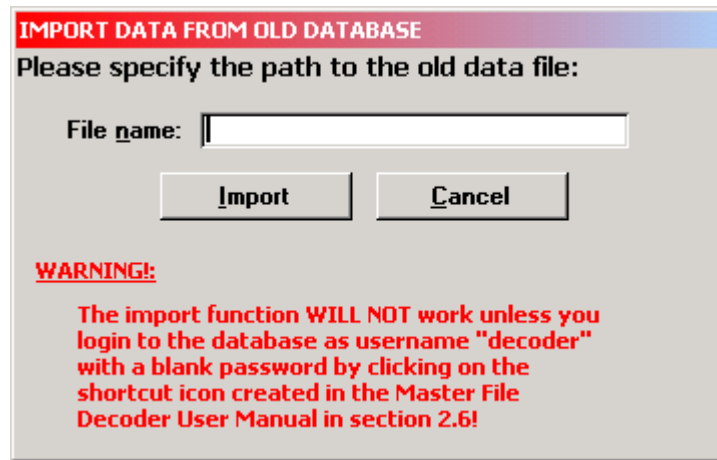 IMPORT DATA FROM OLD DATABASE
Please specify the path to the old data file:
File name:
Import Cancel
WARNING!:
The import function WILL NOT work unless you
login to the database as username "decoder"
with a blank password by clicking on the
shortcut icon created in the Master File
Decoder User Manual in section 2.6!